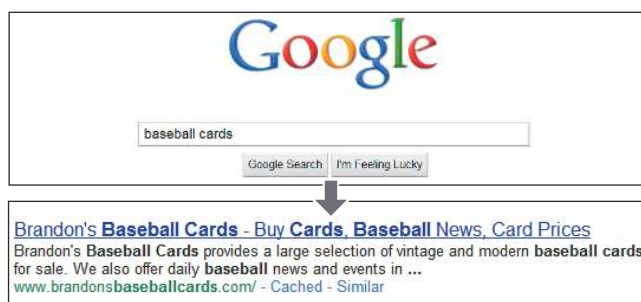 Google
baseball cards
Google Search I'm Feeling Lucky
Brandon's Baseball Cards - Buy Cards, Baseball News, Card Prices
Brandon's Baseball Cards provides a large selection of vintage and modern baseball cards
for sale. We also offer daily baseball news and events in ...
www.brandonsbaseballcards.com/ - Cached - Similar